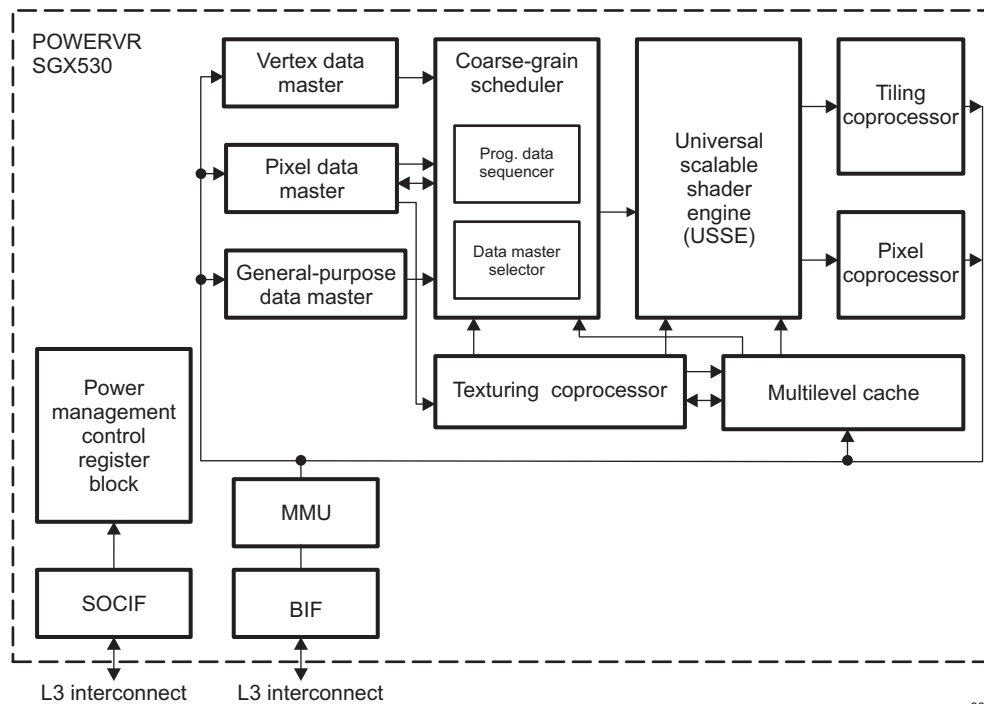 POWERVR
SGX530
Vertex data
master
Pixel data
master
General-purpose
data master
Coarse-grain
scheduler
Prog. data
sequencer
Data master
selector
Universal
scalable
shader
engine
(USSE)
Tiling
coprocessor
Pixel
coprocessor
Texturing coprocessor
Multilevel cache
Power
management
control
register
block
MMU
SOCIF
BIF
L3 interconnect
L3 interconnect